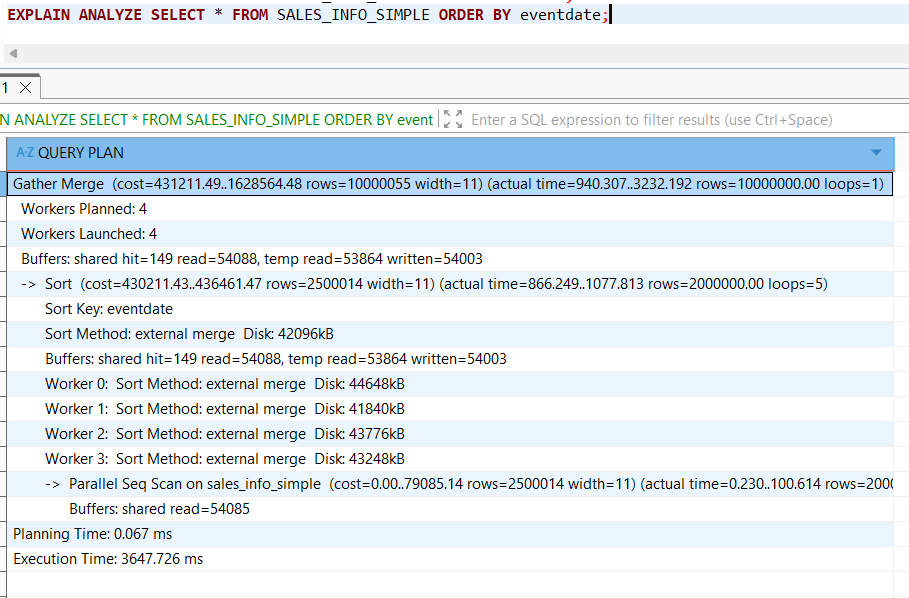 EXPLAIN ANALYZE SELECT * FROM SALES_INFO_SIMPLE ORDER BY eventdate;
1
N ANALYZE SELECT * FROM SALES_INFO_SIMPLE ORDER BY event Enter a SQL expression to filter results (use Ctrl+Space)
A-Z QUERY PLAN
Gather Merge (cost=431211.49..1628564.48 rows=10000055 width=11) (actual time=940.307..3232.192 rows=10000000.00 loops=1)
Workers Planned: 4
Workers Launched: 4
Buffers: shared hit=149 read=54088, temp read=53864 written=54003
-> Sort (cost=430211.43..436461.47 rows=2500014 width=11) (actual time=866.249..1077.813 rows=2000000.00 loops=5)
Sort Key: eventdate
Sort Method: external merge Disk: 42096kB
Buffers: shared hit=149 read=54088, temp read=53864 written=54003
Worker 0: Sort Method: external merge Disk: 44648kB
Worker 1: Sort Method: external merge Disk: 41840kB
Worker 2: Sort Method: external merge Disk: 43776kB
Worker 3: Sort Method: external merge Disk: 43248kB
-> Parallel Seq Scan on sales_info_simple (cost=0.00..79085.14 rows=2500014 width=11) (actual time=0.230..100.614 rows=200
Buffers: shared read=54085
Planning Time: 0.067 ms
Execution Time: 3647.726 ms